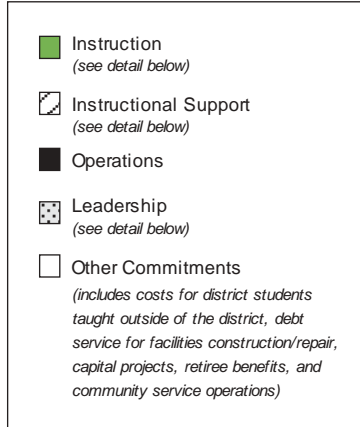 Instruction
(see detail below)
Instructional Support
(see detail below)
Operations
Leadership
(see detail below)
Other Commitments
(includes costs for district students
taught outside of the district, debt
service for facilities construction/repair,
capital projects, retiree benefits, and
community service operations)